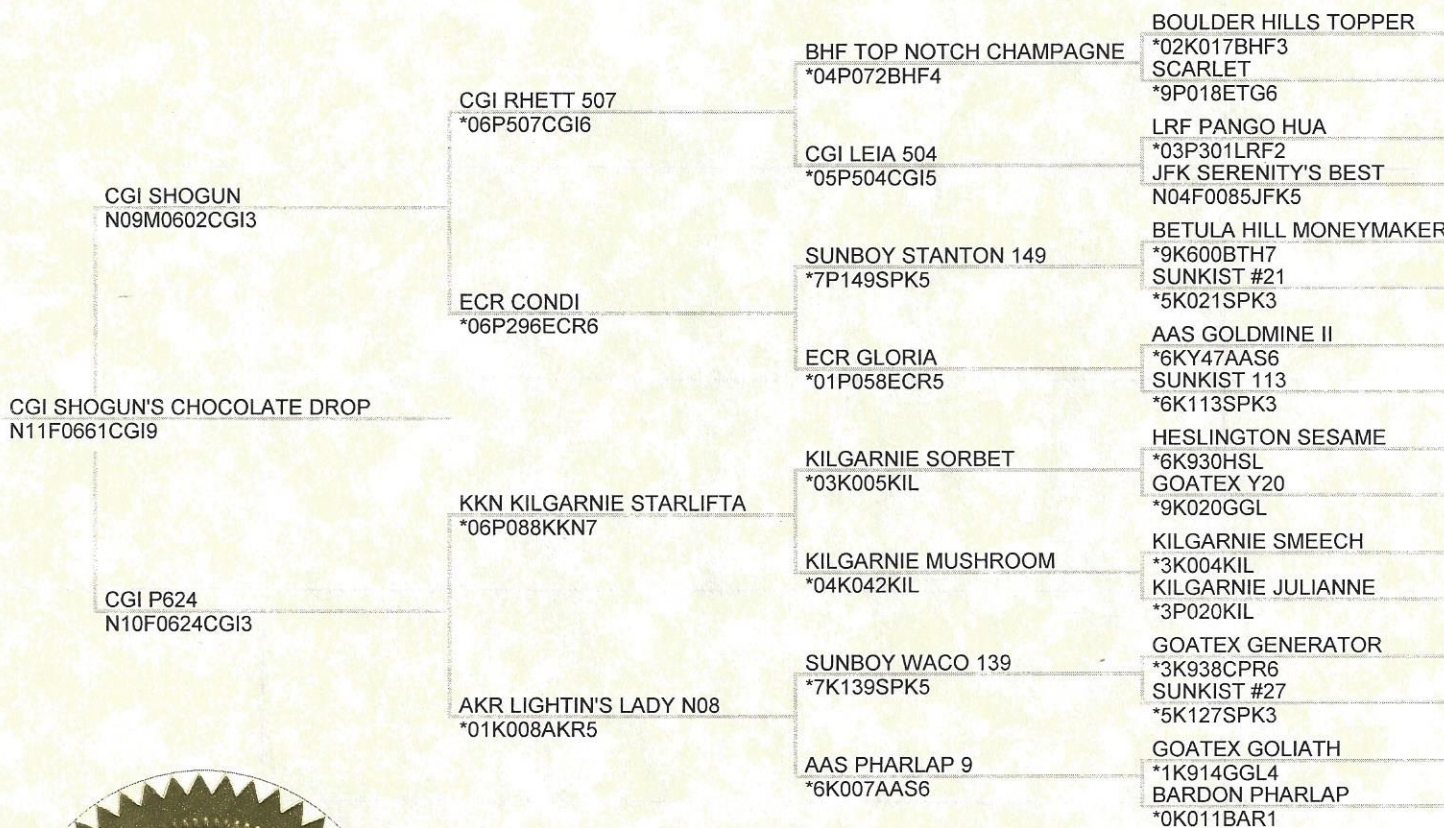 CGI SHOGUN'S CHOCOLATE DROP
N11F0661CGI9
CGI SHOGUN
N09M0602CGI3
CGI P624
N10F0624CGI3
CGI RHETT 507
*06P507CGI6
ECR CONDI
*06P296ECR6
KKN KILGARNIE STARLIFTA
*06P088KKN7
AKR LIGHTIN'S LADY N08
*01K008AKR5
BHF TOP NOTCH CHAMPAGNE
*04P072BHF4
CGI LEIA 504
*05P504CGI5
SUNBOY STANTON 149
*7P149SPK5
ECR GLORIA
*01P058ECR5
KILGARNIE SORBET
*03K005KIL
KILGARNIE MUSHROOM
*04K042KIL
SUNBOY WACO 139
*7K139SPK5
AAS PHARLAP 9
*6K007AAS6
BOULDER HILLS TOPPER
*02K017BHF3
SCARLET
*9P018ETG6
LRF PANGO HUA
*03P301LRF2
JFK SERENITY'S BEST
N04F0085JFK5
BETULA HILL MONEYMAKER
*9K600BTH7
SUNKIST #21
*5K021SPK3
AAS GOLDMINE II
*6KY47AAS6
SUNKIST 113
*6K113SPK3
HESLINGTON SESAME
*6K930HSL
GOATEX Y20
*9K020GGL
KILGARNIE SMEECH
*3K004KIL
KILGARNIE JULIANNE
*3P020KIL
GOATEX GENERATOR
*3K938CPR6
SUNKIST #27
*5K127SPK3
GOATEX GOLIATH
*1K914GGL4
BARDON PHARLAP
*0K011BAR1